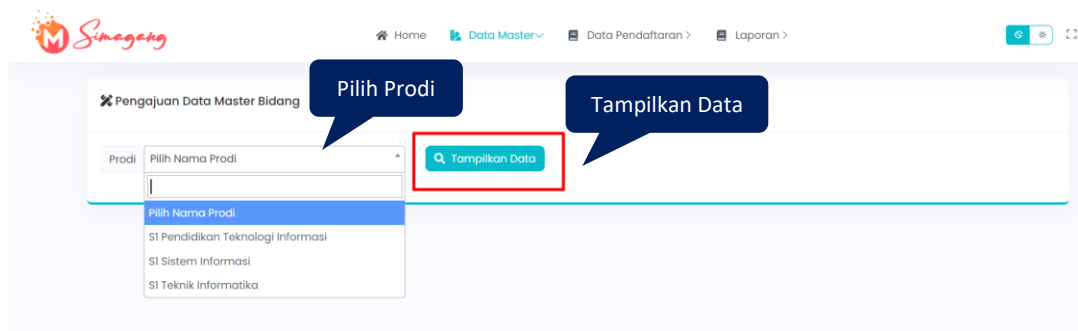 M Simagang
Home Data Master Data Pendaftaran > Laporan >
Pilih Prodi
Tampilkan Data
Pengajuan Data Master Bidang
Prodi Pilih Nama Prodi Tampilkan Data
Pilih Nama Prodi
S1 Pendidikan Teknologi Informasi
S1 Sistem Informasi
S1 Teknik Informatika